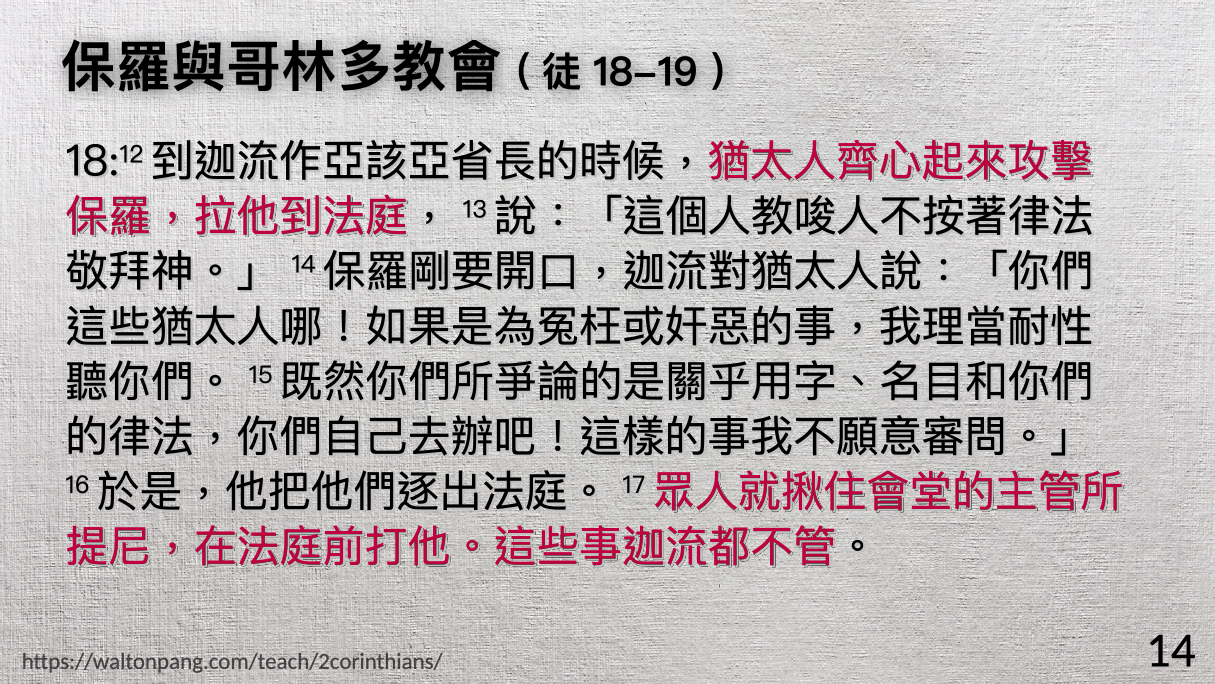 保羅與哥林多教會（徒 18–19）
18:12 到迦流作亞該亞省長的時候，猶太人齊心起來攻擊
保羅，拉他到法庭， 13 說：「這個人教唆人不按著律法
敬拜神。」 14 保羅剛要開口，迦流對猶太人說：「你們
這些猶太人哪！如果是為冤枉或奸惡的事，我理當耐性
聽你們。 15 既然你們所爭論的是關乎用字、名目和你們
的律法，你們自己去辦吧！這樣的事我不願意審問。」
16 於是，他把他們逐出法庭。 17 眾人就揪住會堂的主管所
提尼，在法庭前打他。這些事迦流都不管。
https://waltonpang.com/teach/2corinthians/
14